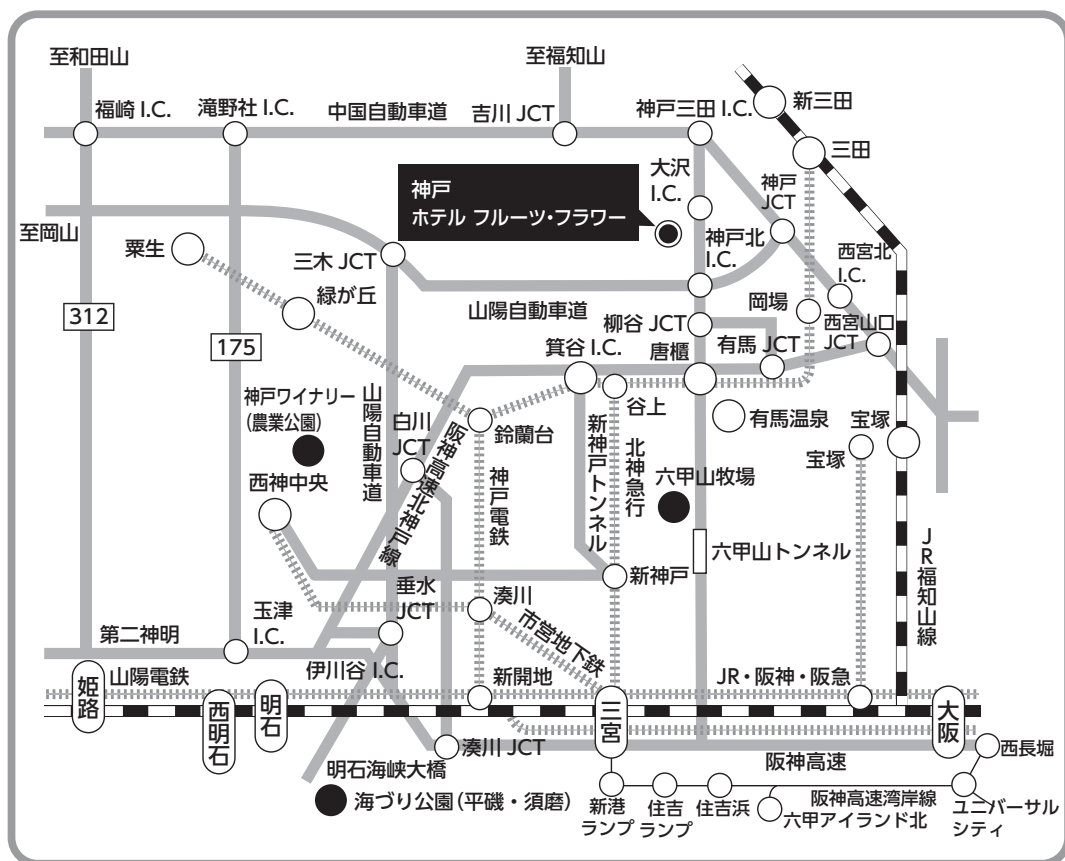 至和田山
至福知山
福崎 I.C.
滝野社 I.C.
中国自動車道
吉川 JCT
神戸三田 I.C.
新三田
三田
大沢
I.C.
神戸
JCT
神戸
ホテル フルーツ・フラワー
至岡山
粟生
三木 JCT
神戸北
I.C.
西宮北
I.C.
緑が丘
山陽自動車道
岡場
柳谷 JCT
西宮山口
JCT
312
175
箕谷 I.C.
唐櫃
有馬 JCT
神戸ワイナリー
(農業公園)
山陽自動車道
白川
JCT
阪神高速北神戸線
鈴蘭台
谷上
有馬温泉
宝塚
宝塚
西神中央
神戸電鉄
新神戸トンネル
北神急行
六甲山牧場
六甲山トンネル
JR福知山線
新神戸
垂水
JCT
湊川
市営地下鉄
玉津
I.C.
第二神明
伊川谷 I.C.
山陽電鉄
新開地
JR・阪神・阪急
姫路
西明石
明石
三宮
大阪
湊川 JCT
阪神高速
西長堀
明石海峡大橋
海づり公園(平磯・須磨)
新港
ランプ
住吉
ランプ
住吉浜
阪神高速湾岸線
六甲アイランド北
ユニバーサル
シティ